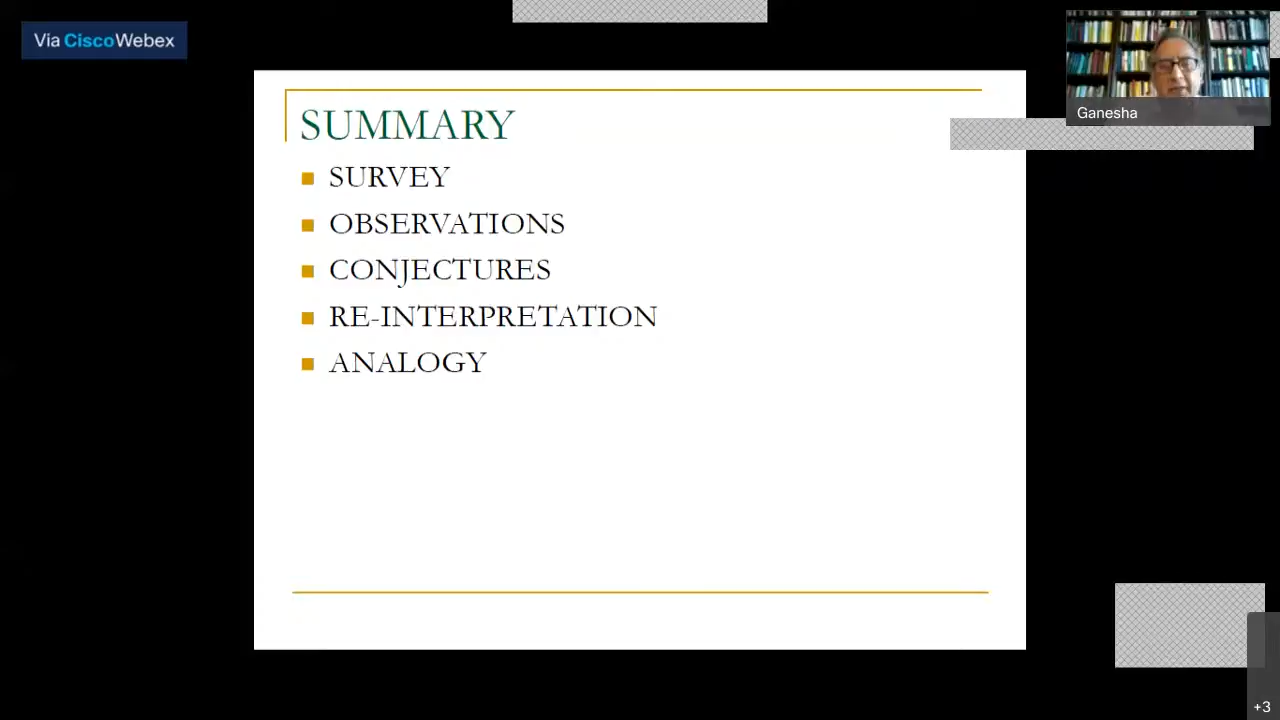 Via Cisco Webex
Ganesha
SUMMARY
SURVEY
OBSERVATIONS
CONJECTURES
RE-INTERPRETATION
ANALOGY
+3